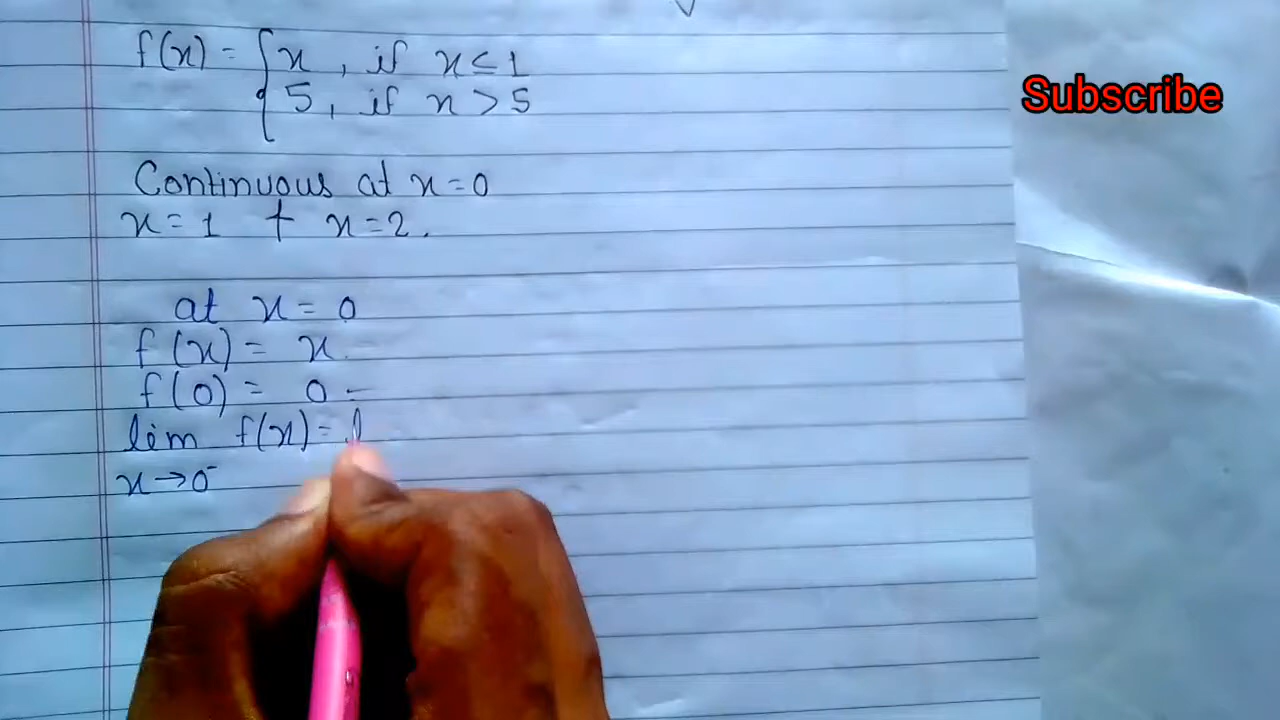 f(x) = { x , if x ≤ 1
5 , if x > 5
Subscribe
Continuous at x = 0
x = 1 + x = 2 .
at x = 0
f(x) = x .
f(0) = 0 -
lim f(x) = l
x → 0⁻